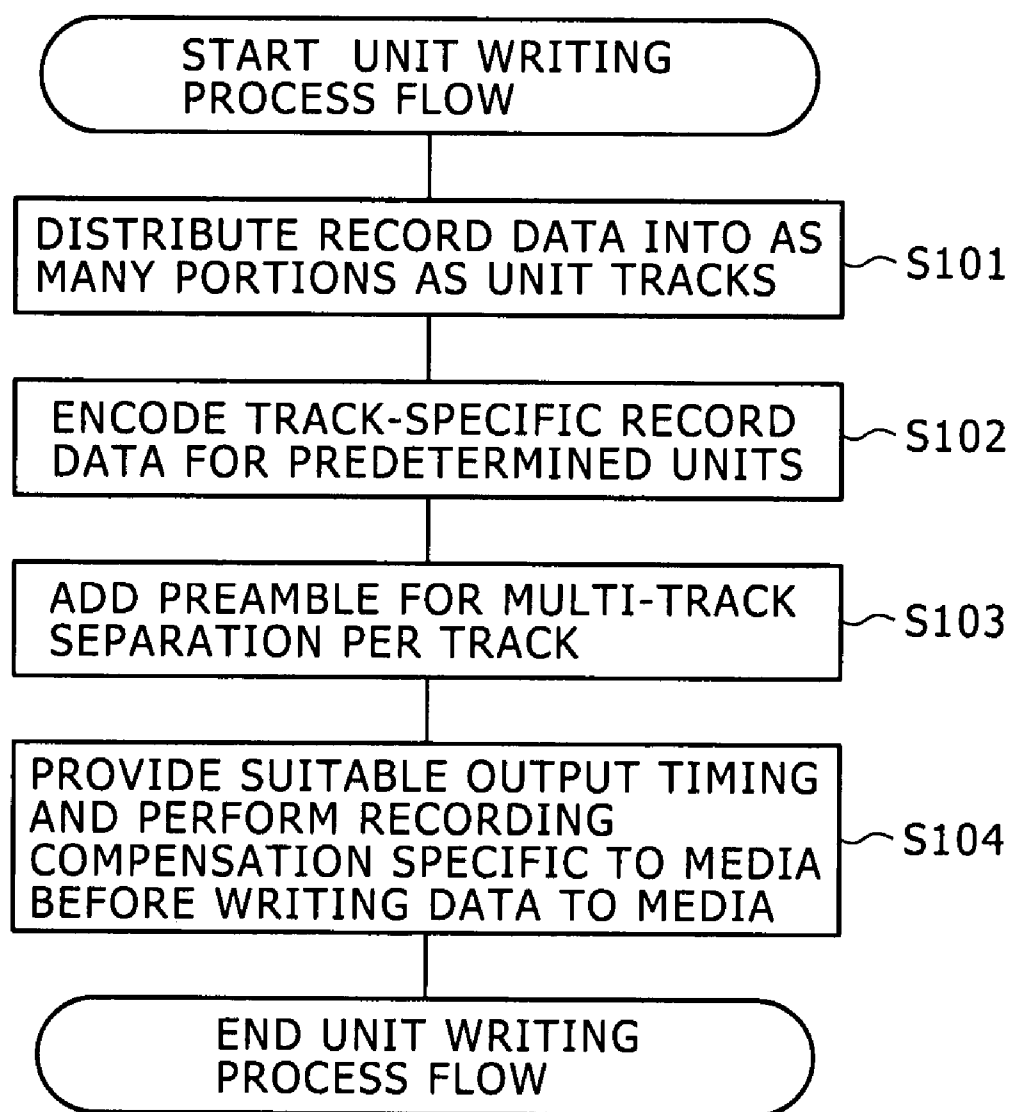 START UNIT WRITING
PROCESS FLOW
DISTRIBUTE RECORD DATA INTO AS
MANY PORTIONS AS UNIT TRACKS
S101
ENCODE TRACK-SPECIFIC RECORD
DATA FOR PREDETERMINED UNITS
S102
ADD PREAMBLE FOR MULTI-TRACK
SEPARATION PER TRACK
S103
PROVIDE SUITABLE OUTPUT TIMING
AND PERFORM RECORDING
COMPENSATION SPECIFIC TO MEDIA
BEFORE WRITING DATA TO MEDIA
S104
END UNIT WRITING
PROCESS FLOW